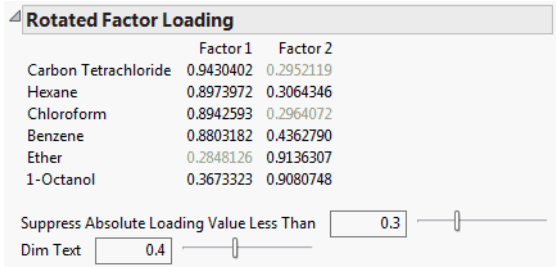 Rotated Factor Loading
Factor 1 Factor 2
Carbon Tetrachloride 0.9430402 0.2952119
Hexane 0.8973972 0.3064346
Chloroform 0.8942593 0.2964072
Benzene 0.8803182 0.4362790
Ether 0.2848126 0.9136307
1-Octanol 0.3673323 0.9080748
Suppress Absolute Loading Value Less Than 0.3
Dim Text 0.4